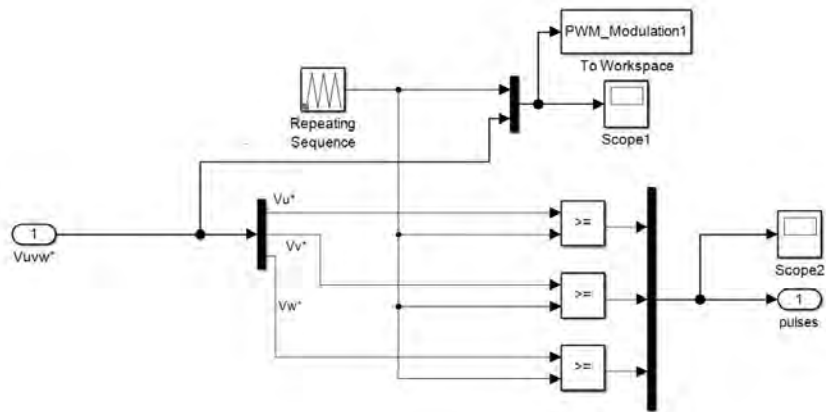 PWM_Modulation1
To Workspace
Repeating
Sequence
Scope1
Vu*
>=
1
Vuvw*
Vv*
Scope2
>=
1
pulses
Vw*
>=